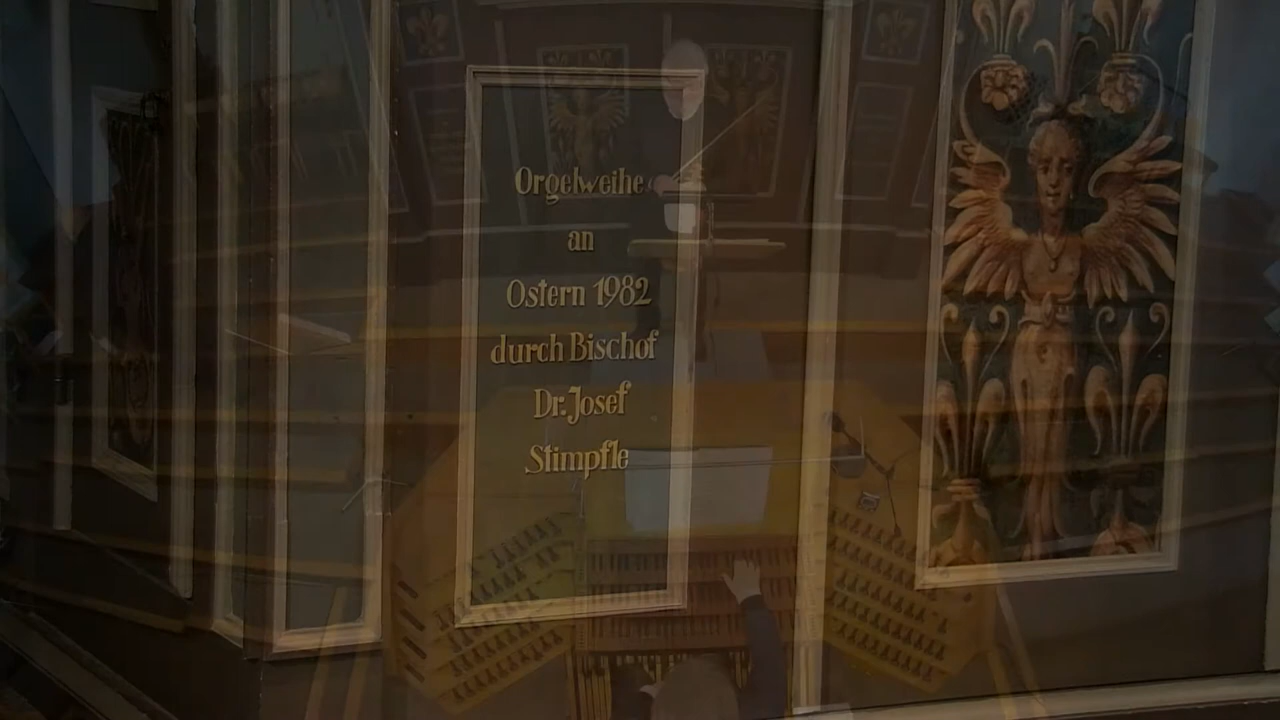 Orgelweihe
an
Ostern 1982
durch Bischof
Dr. Josef
Stimpfle